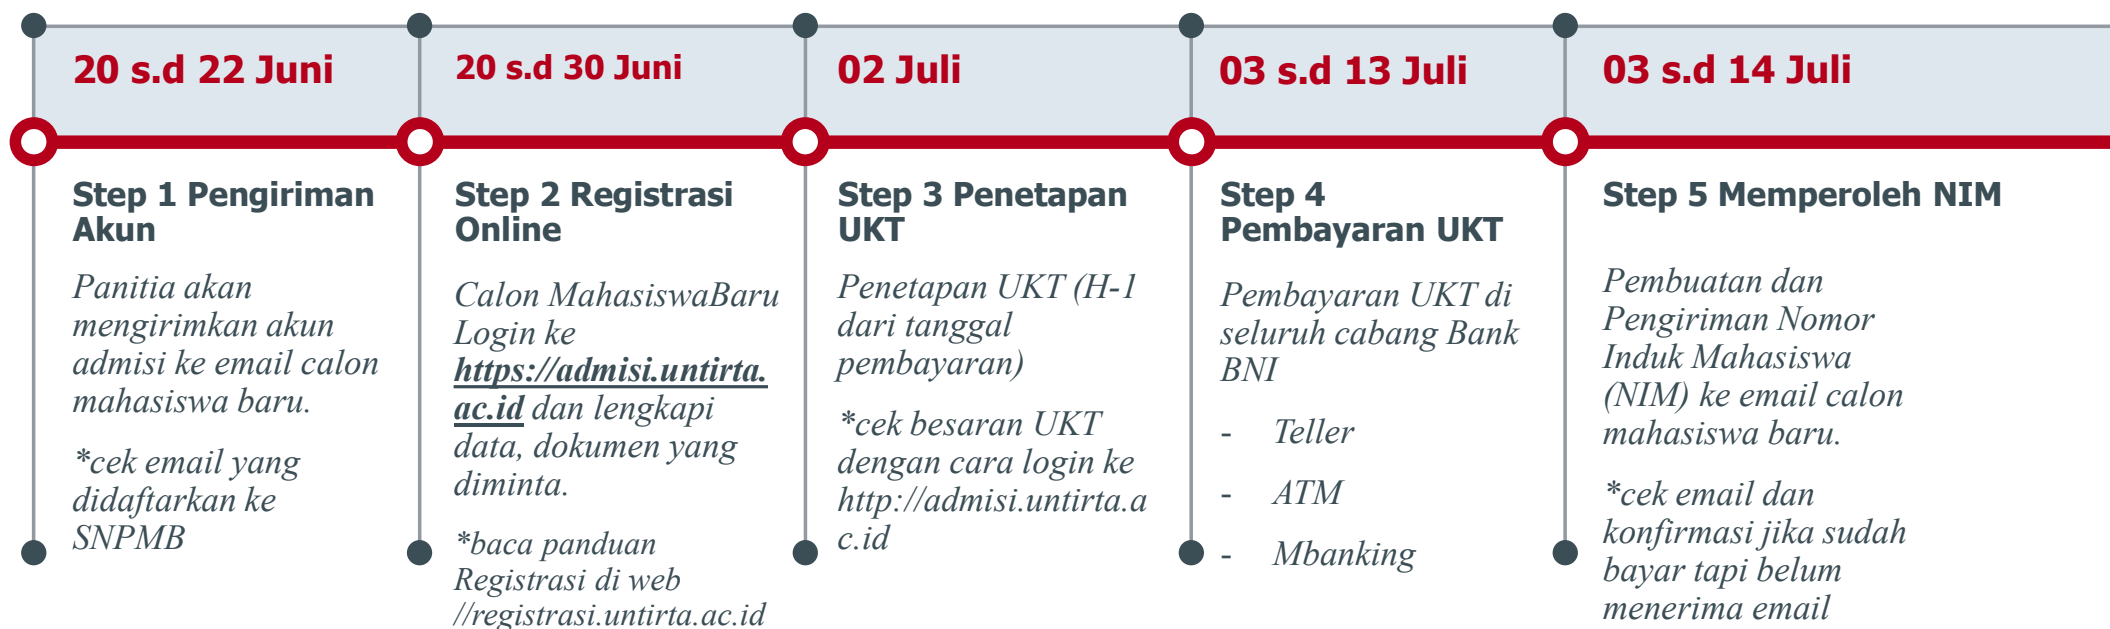 20 s.d 22 Juni
Step 1 Pengiriman
Akun
Panitia akan
mengirimkan akun
admisi ke email calon
mahasiswa baru.
*cek email yang
didaftarkan ke
SNPMB
20 s.d 30 Juni
Step 2 Registrasi
Online
Calon MahasiswaBaru
Login ke
https://admisi.untirta.
ac.id dan lengkapi
data, dokumen yang
diminta.
*baca panduan
Registrasi di web
//registrasi.untirta.ac.id
02 Juli
Step 3 Penetapan
UKT
Penetapan UKT (H-1
dari tanggal
pembayaran)
*cek besaran UKT
dengan cara login ke
http://admisi.untirta.a
c.id
03 s.d 13 Juli
Step 4
Pembayaran UKT
Pembayaran UKT di
seluruh cabang Bank
BNI
- Teller
- ATM
- Mbanking
03 s.d 14 Juli
Step 5 Memperoleh NIM
Pembuatan dan
Pengiriman Nomor
Induk Mahasiswa
(NIM) ke email calon
mahasiswa baru.
*cek email dan
konfirmasi jika sudah
bayar tapi belum
menerima email